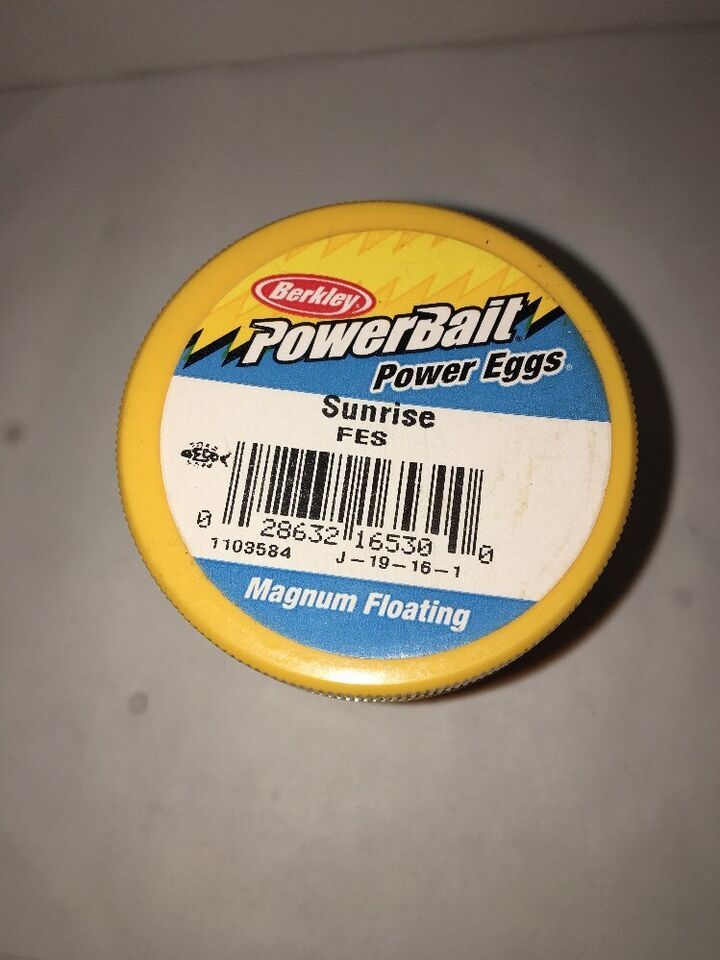 Berkley
PowerBait
Power Eggs
Sunrise
FES
0 28632 16530 0
1103584 J-19-16-1
Magnum Floating